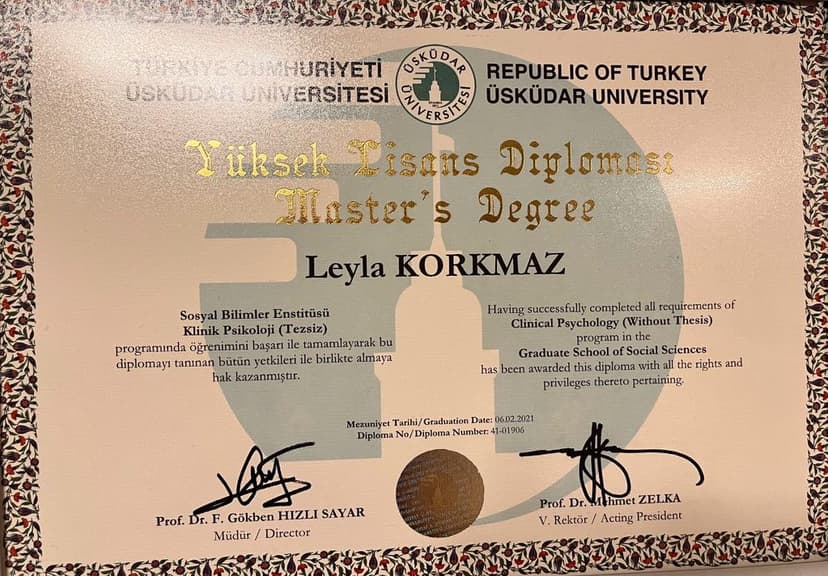 TÜRKİYE CUMHURİYETİ
ÜSKÜDAR ÜNİVERSİTESİ
ÜSKÜDAR ÜNİVERSİTESİ
REPUBLIC OF TURKEY
ÜSKÜDAR UNIVERSITY
Yüksek Lisans Diploması
Master's Degree
Leyla KORKMAZ
Sosyal Bilimler Enstitüsü
Klinik Psikoloji (Tezsiz)
programında öğrenimini başarı ile tamamlayarak bu
diplomayı tanınan bütün yetkileri ile birlikte almaya
hak kazanmıştır.
Having successfully completed all requirements of
Clinical Psychology (Without Thesis)
program in the
Graduate School of Social Sciences
has been awarded this diploma with all the rights and
privileges thereto pertaining.
Mezuniyet Tarihi/Graduation Date: 06.02.2021
Diploma No/Diploma Number: 41-01906
Prof. Dr. F. Gökben HIZLI SAYAR
Müdür / Director
Prof. Dr. Mehmet ZELKA
V. Rektör / Acting President